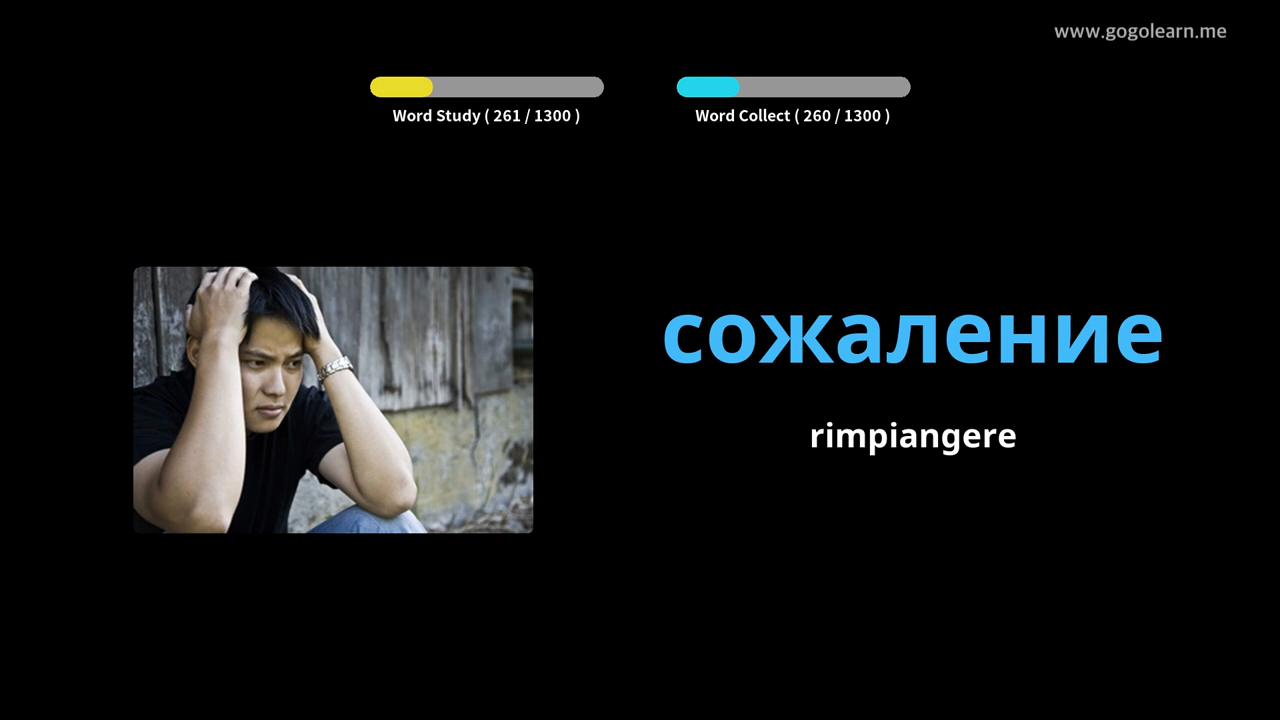 www.gogolearn.me
Word Study ( 261 / 1300 )
Word Collect ( 260 / 1300 )
сожаление
rimpiangere